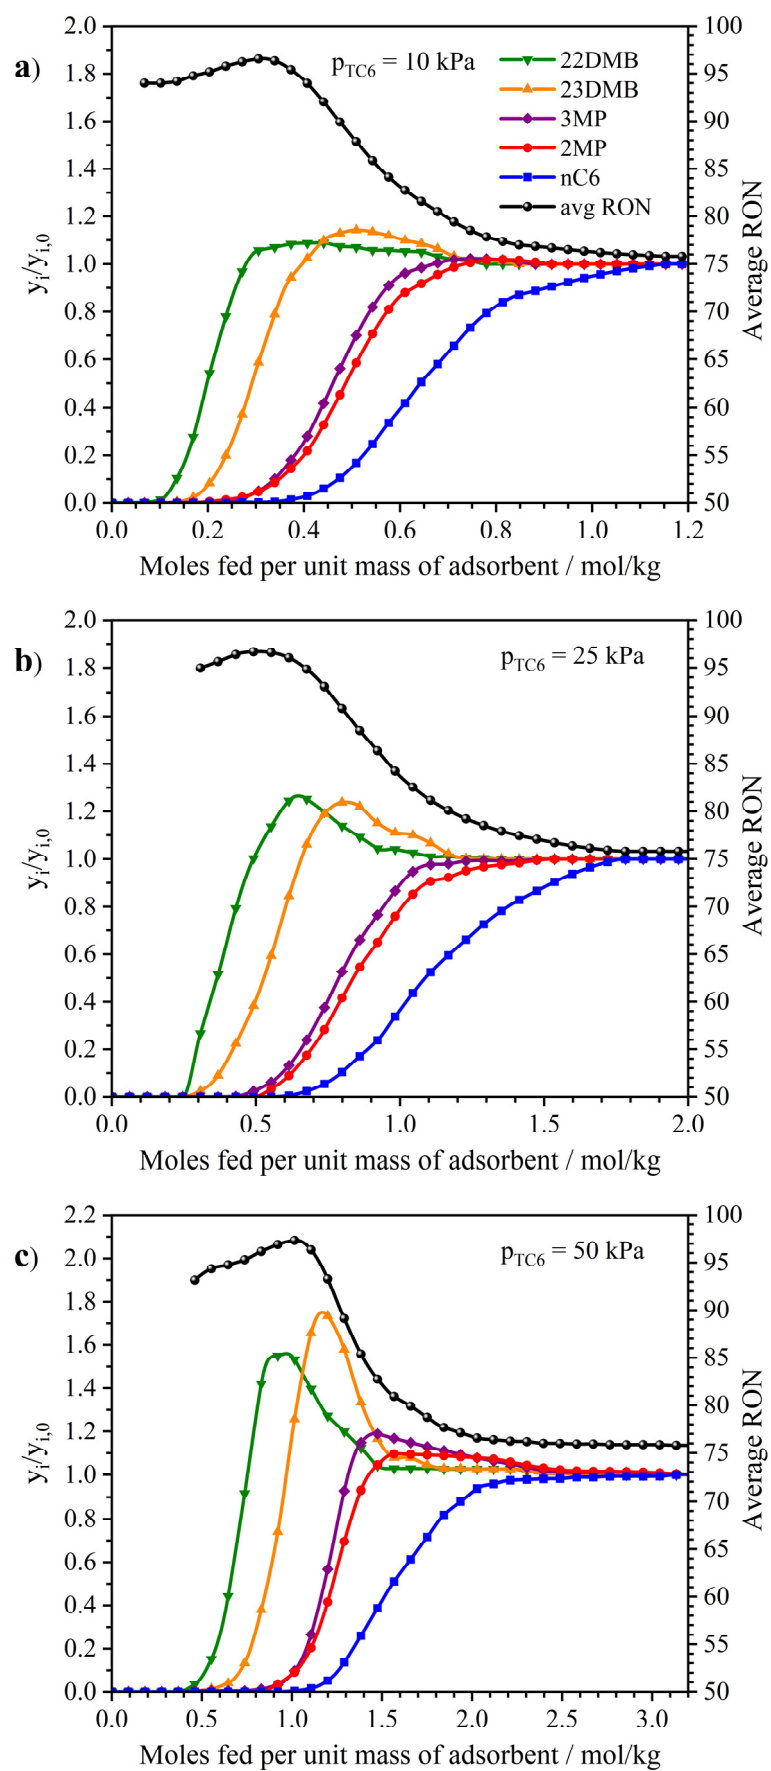 a)
2.0
1.8
1.6
1.4
1.2
1.0
0.8
0.6
0.4
0.2
0.0
yi/yi,0
pTC6 = 10 kPa
22DMB
23DMB
3MP
2MP
nC6
avg RON
100
95
90
85
80
75
70
65
60
55
50
Average RON
0.0 0.2 0.4 0.6 0.8 1.0 1.2
Moles fed per unit mass of adsorbent / mol/kg
b)
2.0
1.8
1.6
1.4
1.2
1.0
0.8
0.6
0.4
0.2
0.0
yi/yi,0
pTC6 = 25 kPa
100
95
90
85
80
75
70
65
60
55
50
Average RON
0.0 0.5 1.0 1.5 2.0
Moles fed per unit mass of adsorbent / mol/kg
c)
2.2
2.0
1.8
1.6
1.4
1.2
1.0
0.8
0.6
0.4
0.2
0.0
yi/yi,0
pTC6 = 50 kPa
100
95
90
85
80
75
70
65
60
55
50
Average RON
0.0 0.5 1.0 1.5 2.0 2.5 3.0
Moles fed per unit mass of adsorbent / mol/kg